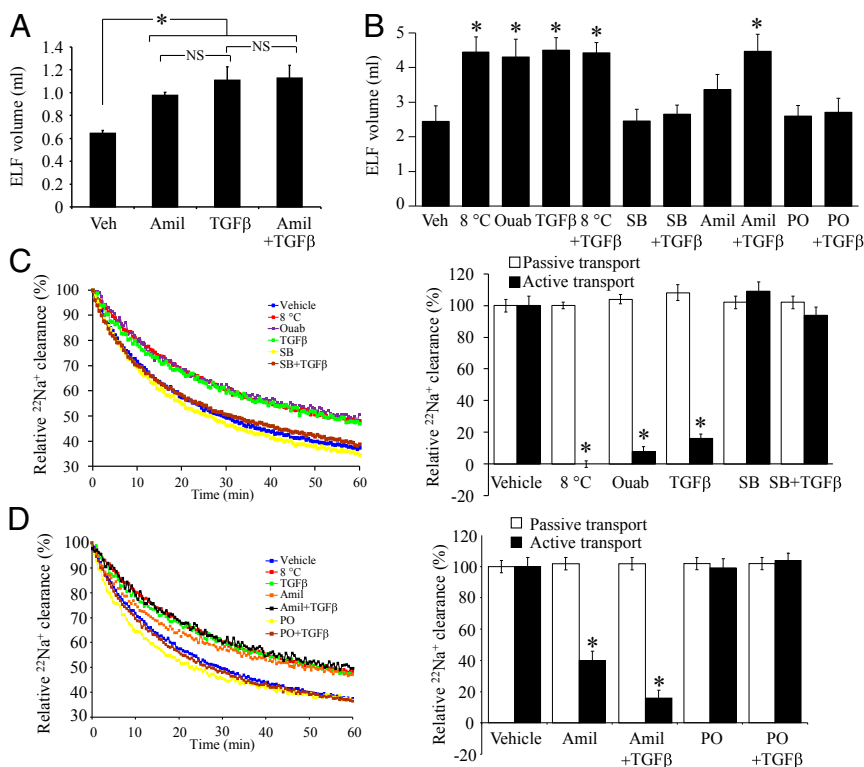 A
*
NS
NS
ELF volume (ml)
1.4
1.2
1.0
0.8
0.6
0.4
0.2
0
Veh Amil TGFβ Amil
+TGFβ
B
* * * * *
ELF volume (ml)
6
5
4
3
2
1
0
Veh 8 °C Ouab TGFβ 8 °C SB SB Amil Amil PO PO
+TGFβ +TGFβ +TGFβ +TGFβ
C
Relative ²²Na⁺ clearance (%)
100
90
80
70
60
50
40
30
Vehicle
8 °C
Ouab
TGFβ
SB
SB+TGFβ
0 10 20 30 40 50 60
Time (min)
Passive transport
Active transport
Relative ²²Na⁺ clearance (%)
120
100
80
60
40
20
0
-20
* * *
Vehicle 8 °C Ouab TGFβ SB SB+TGFβ
D
Relative ²²Na⁺ clearance (%)
100
90
80
70
60
50
40
30
Vehicle
8 °C
TGFβ
Amil
Amil+TGFβ
PO
PO+TGFβ
0 10 20 30 40 50 60
Time (min)
Passive transport
Active transport
Relative ²²Na⁺ clearance (%)
120
100
80
60
40
20
0
* *
Vehicle Amil Amil PO PO
+TGFβ +TGFβ